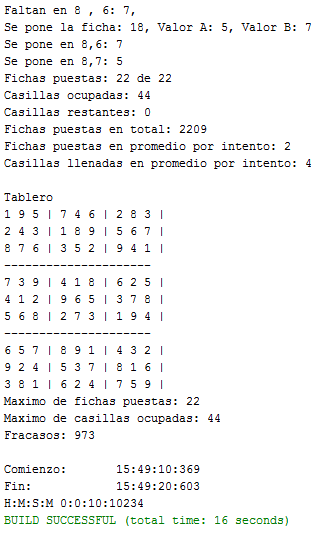 Faltan en 8 , 6: 7,
Se pone la ficha: 18, Valor A: 5, Valor B: 7
Se pone en 8,6: 7
Se pone en 8,7: 5
Fichas puestas: 22 de 22
Casillas ocupadas: 44
Casillas restantes: 0
Fichas puestas en total: 2209
Fichas puestas en promedio por intento: 2
Casillas llenadas en promedio por intento: 4
Tablero
1 9 5 | 7 4 6 | 2 8 3 |
2 4 3 | 1 8 9 | 5 6 7 |
8 7 6 | 3 5 2 | 9 4 1 |
----------------------
7 3 9 | 4 1 8 | 6 2 5 |
4 1 2 | 9 6 5 | 3 7 8 |
5 6 8 | 2 7 3 | 1 9 4 |
----------------------
6 5 7 | 8 9 1 | 4 3 2 |
9 2 4 | 5 3 7 | 8 1 6 |
3 8 1 | 6 2 4 | 7 5 9 |
Maximo de fichas puestas: 22
Maximo de casillas ocupadas: 44
Fracasos: 973
Comienzo: 15:49:10:369
Fin: 15:49:20:603
H:M:S:M 0:0:10:10234
BUILD SUCCESSFUL (total time: 16 seconds)